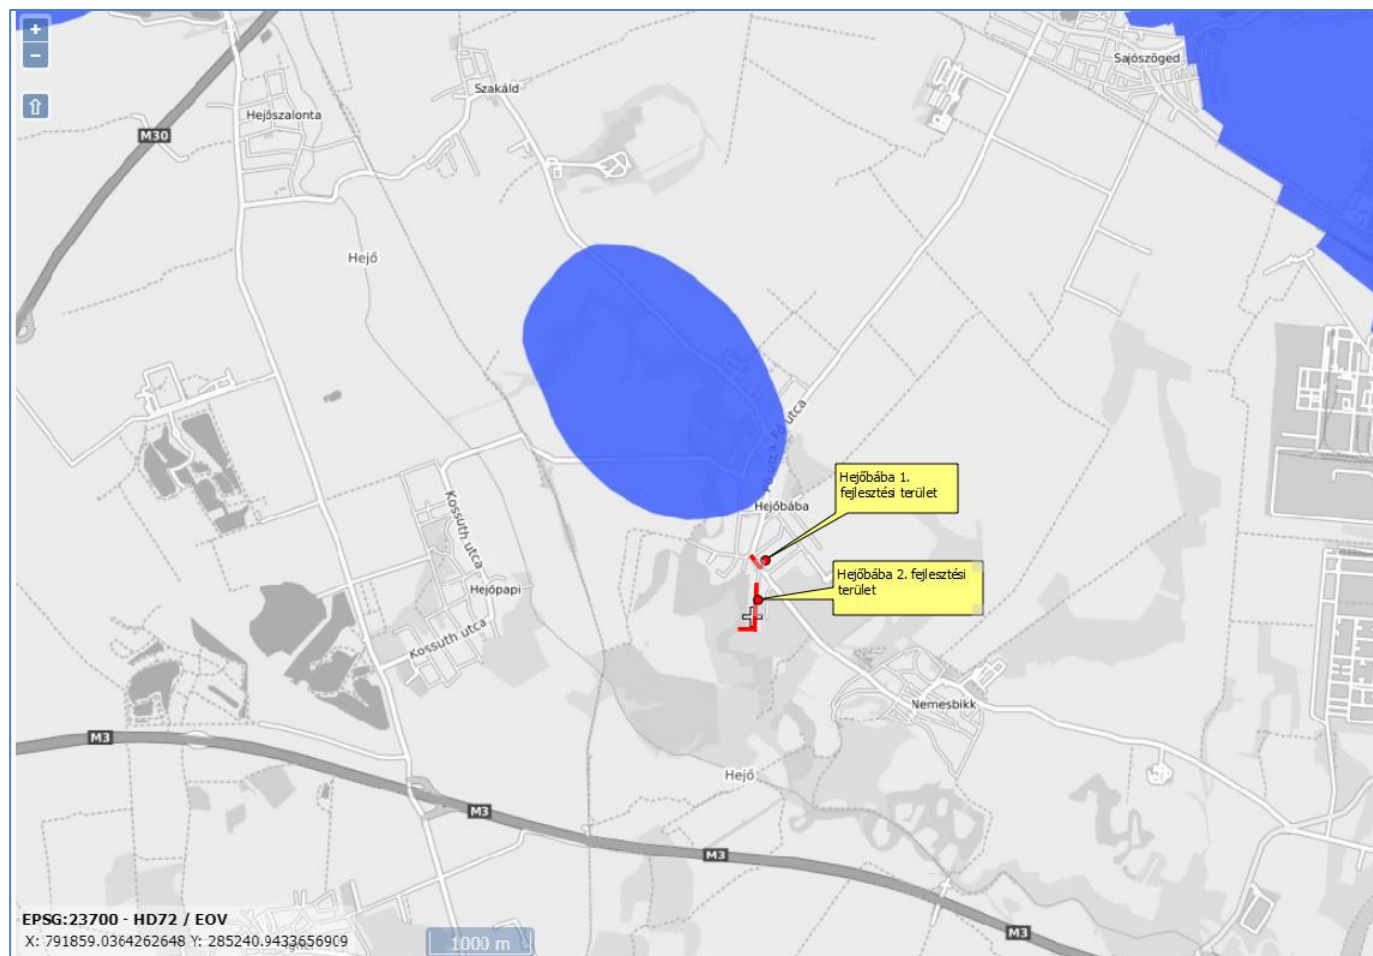 +
−
⇧
Sajószöged
Szakáld
Hejőszalonta
M30
Hejő
Fő utca
Hejőbába 1.
fejlesztési terület
Hejőbába
Kossuth utca
Hejőbába 2. fejlesztési
terület
Hejőpapi
Kossuth utca
Nemesbikk
M3
Hejő
M3
M3
M3
EPSG:23700 - HD72 / EOV
X: 791859.0364262648 Y: 285240.9433656909
1000 m